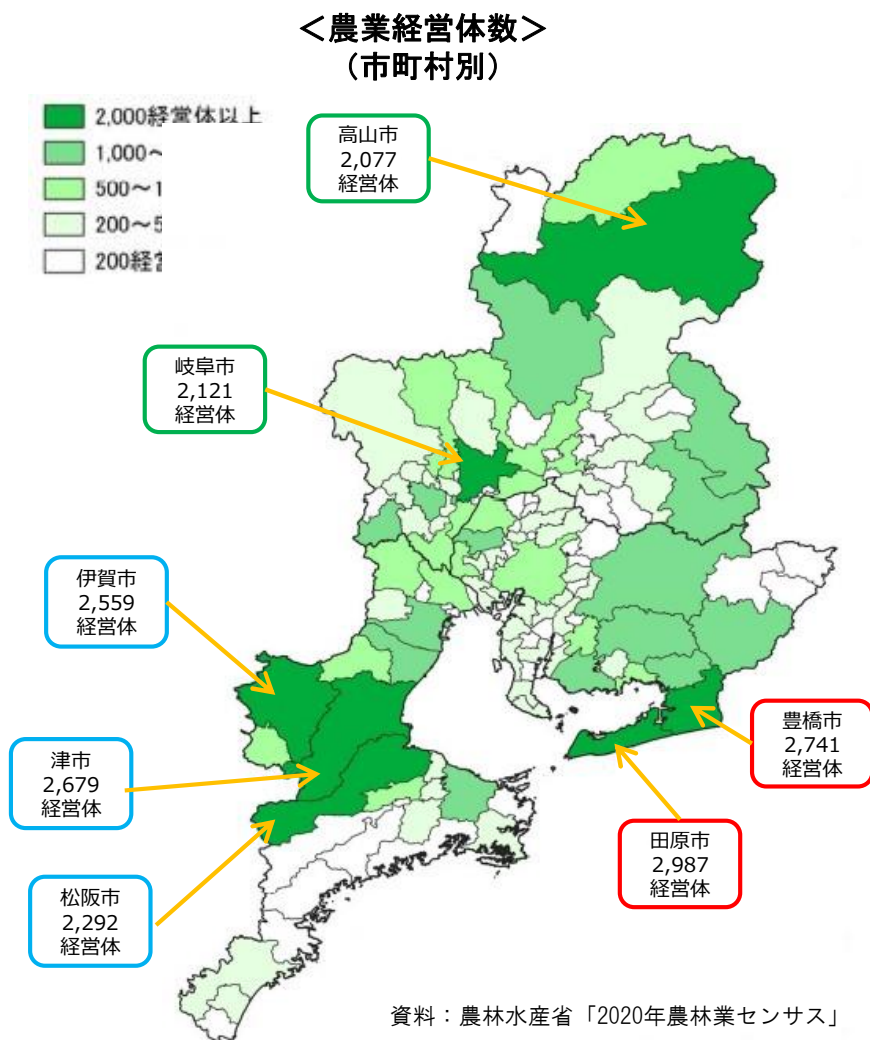 ＜農業経営体数＞
（市町村別）
2,000経営体以上
1,000～
500～1
200～5
200経営
高山市
2,077
経営体
岐阜市
2,121
経営体
伊賀市
2,559
経営体
津市
2,679
経営体
松阪市
2,292
経営体
豊橋市
2,741
経営体
田原市
2,987
経営体
資料：農林水産省「2020年農林業センサス」